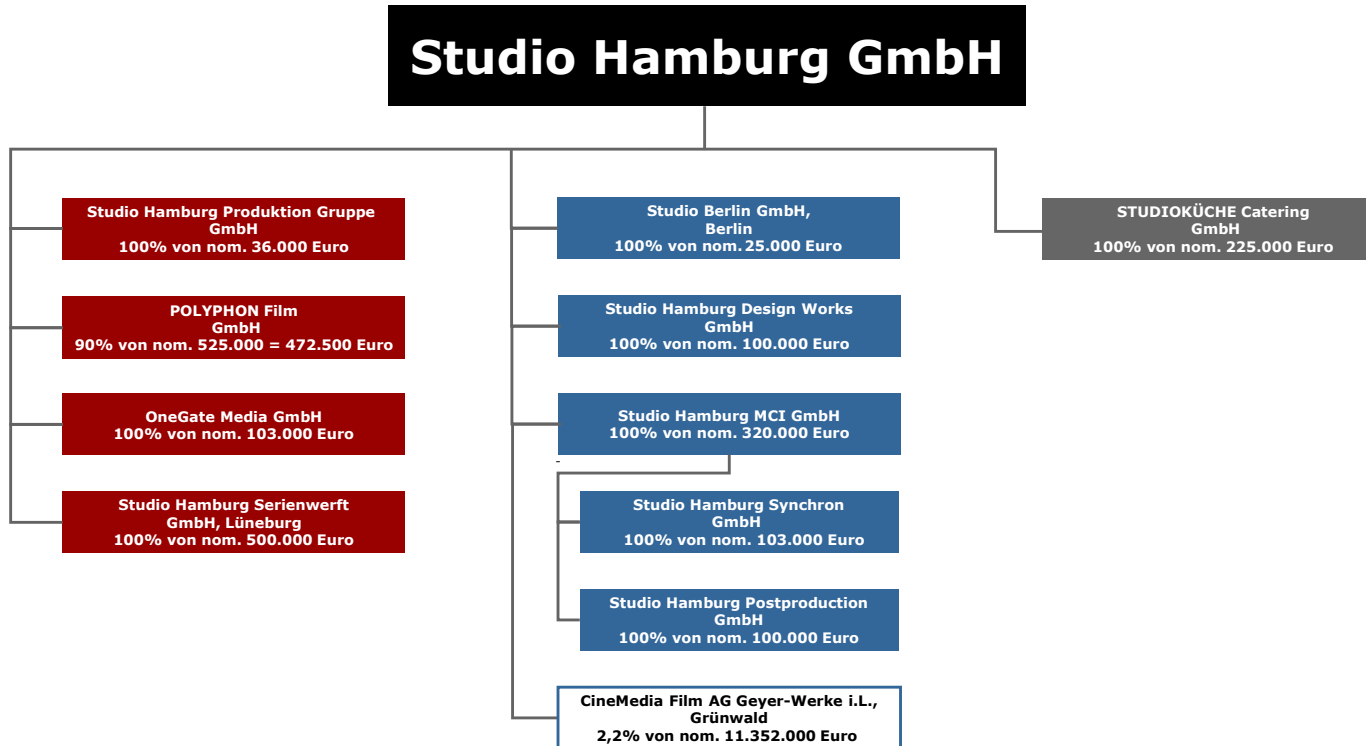 Studio Hamburg GmbH
Studio Hamburg Produktion Gruppe
GmbH
100% von nom. 36.000 Euro
POLYPHON Film
GmbH
90% von nom. 525.000 = 472.500 Euro
OneGate Media GmbH
100% von nom. 103.000 Euro
Studio Hamburg Serienwerft
GmbH, Lüneburg
100% von nom. 500.000 Euro
Studio Berlin GmbH,
Berlin
100% von nom. 25.000 Euro
Studio Hamburg Design Works
GmbH
100% von nom. 100.000 Euro
Studio Hamburg MCI GmbH
100% von nom. 320.000 Euro
-
Studio Hamburg Synchron
GmbH
100% von nom. 103.000 Euro
Studio Hamburg Postproduction
GmbH
100% von nom. 100.000 Euro
CineMedia Film AG Geyer-Werke i.L.,
Grünwald
2,2% von nom. 11.352.000 Euro
STUDIOKÜCHE Catering
GmbH
100% von nom. 225.000 Euro